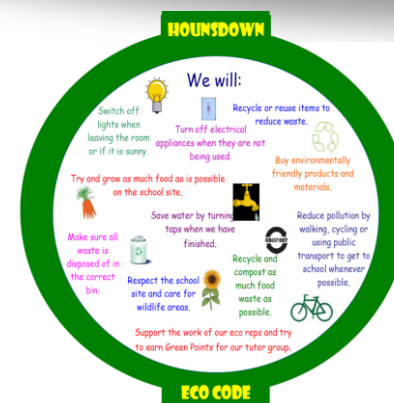 HOUNSDOWN
We will:
Switch off
lights when
leaving the room
or if it is sunny.
Turn off electrical
appliances when they are not
being used.
Recycle or reuse items to
reduce waste.
Buy environmentally
friendly products and
materials.
Try and grow as much food as is possible
on the school site.
Save water by turning
taps when we have
finished.
Reduce pollution by
walking, cycling or
using public
transport to get to
school whenever
possible.
Make sure all
waste is
disposed of in
the correct
bin.
COMPOST
Respect the school
site and care for
wildlife areas.
Recycle and
compost as
much food
waste as
possible.
Support the work of our eco reps and try
to earn Green Points for our tutor group.
ECO CODE